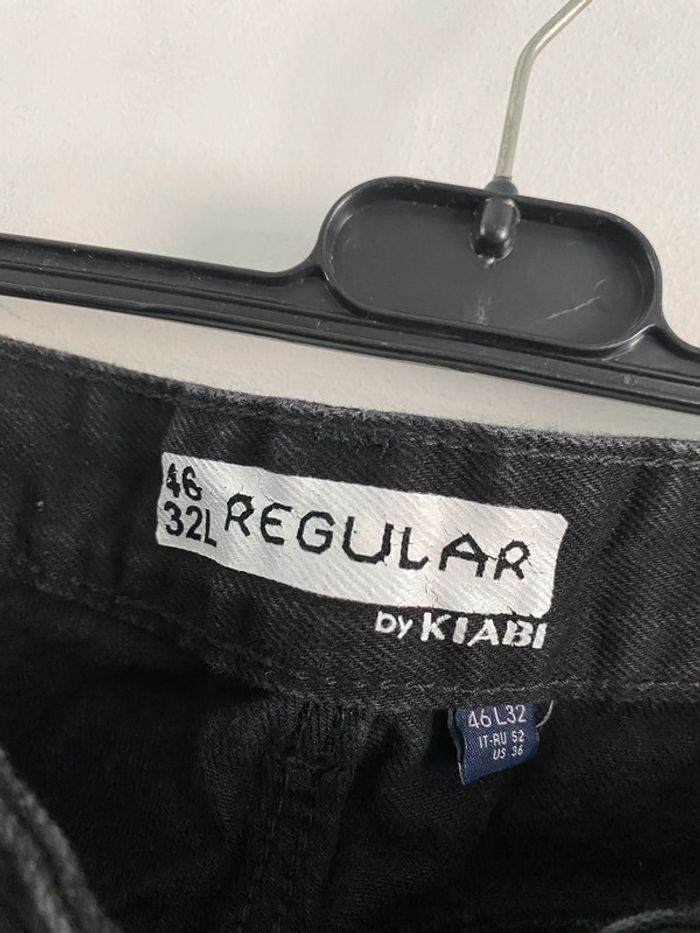 46
32L REGULAR
by KIABI
46 L32
IT-RU 52
US 36